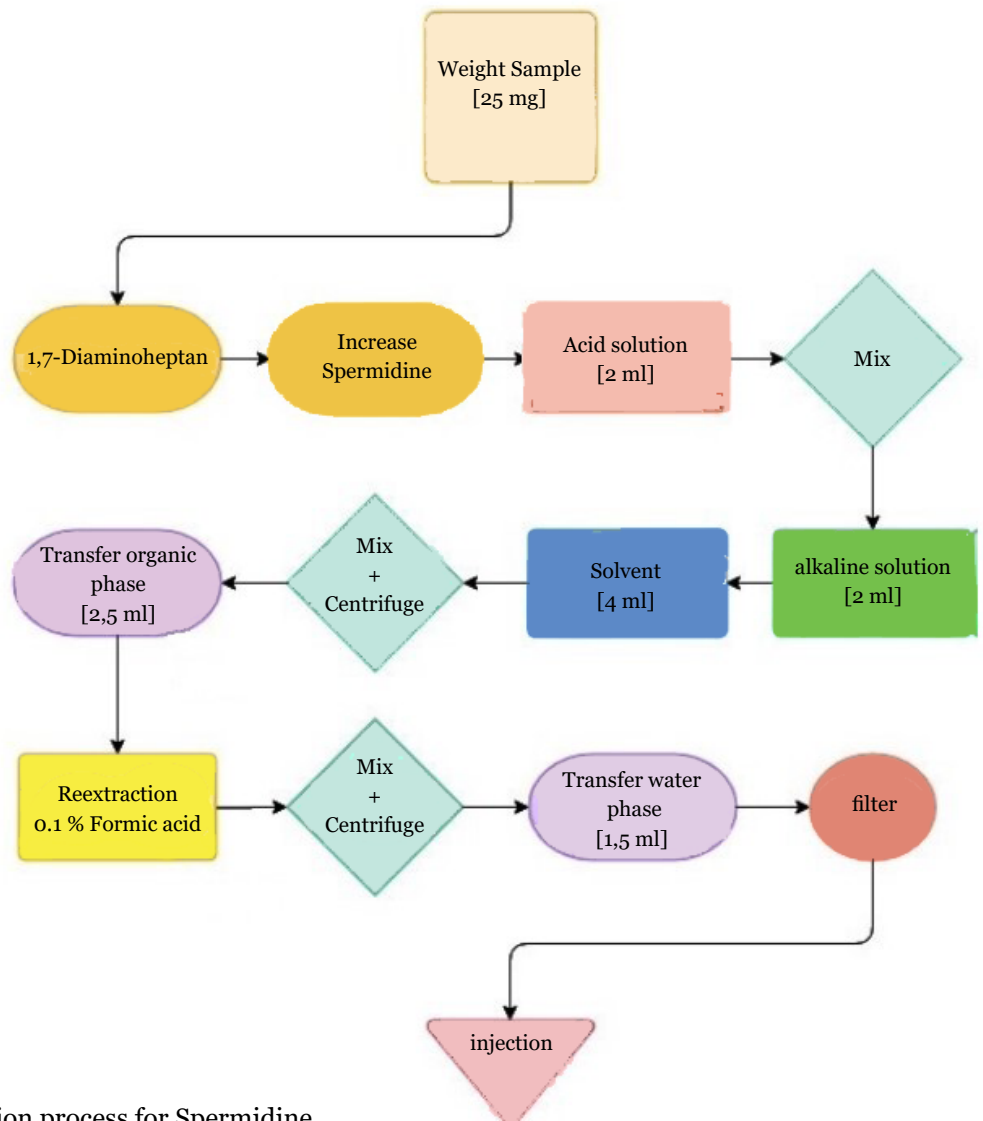 Weight Sample
[25 mg]
1,7-Diaminoheptan
Increase
Spermidine
Acid solution
[2 ml]
Mix
alkaline solution
[2 ml]
Solvent
[4 ml]
Mix
+
Centrifuge
Transfer organic
phase
[2,5 ml]
Reextraction
0.1 % Formic acid
Mix
+
Centrifuge
Transfer water
phase
[1,5 ml]
filter
injection
process for Spermidine